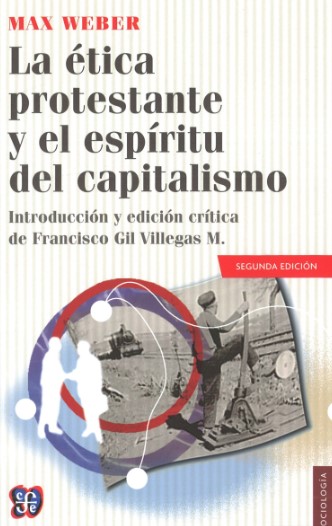 MAX WEBER
La ética
protestante
y el espíritu
del capitalismo
Introducción y edición crítica
de Francisco Gil Villegas M.
SEGUNDA EDICIÓN
cfe
SOCIOLOGÍA